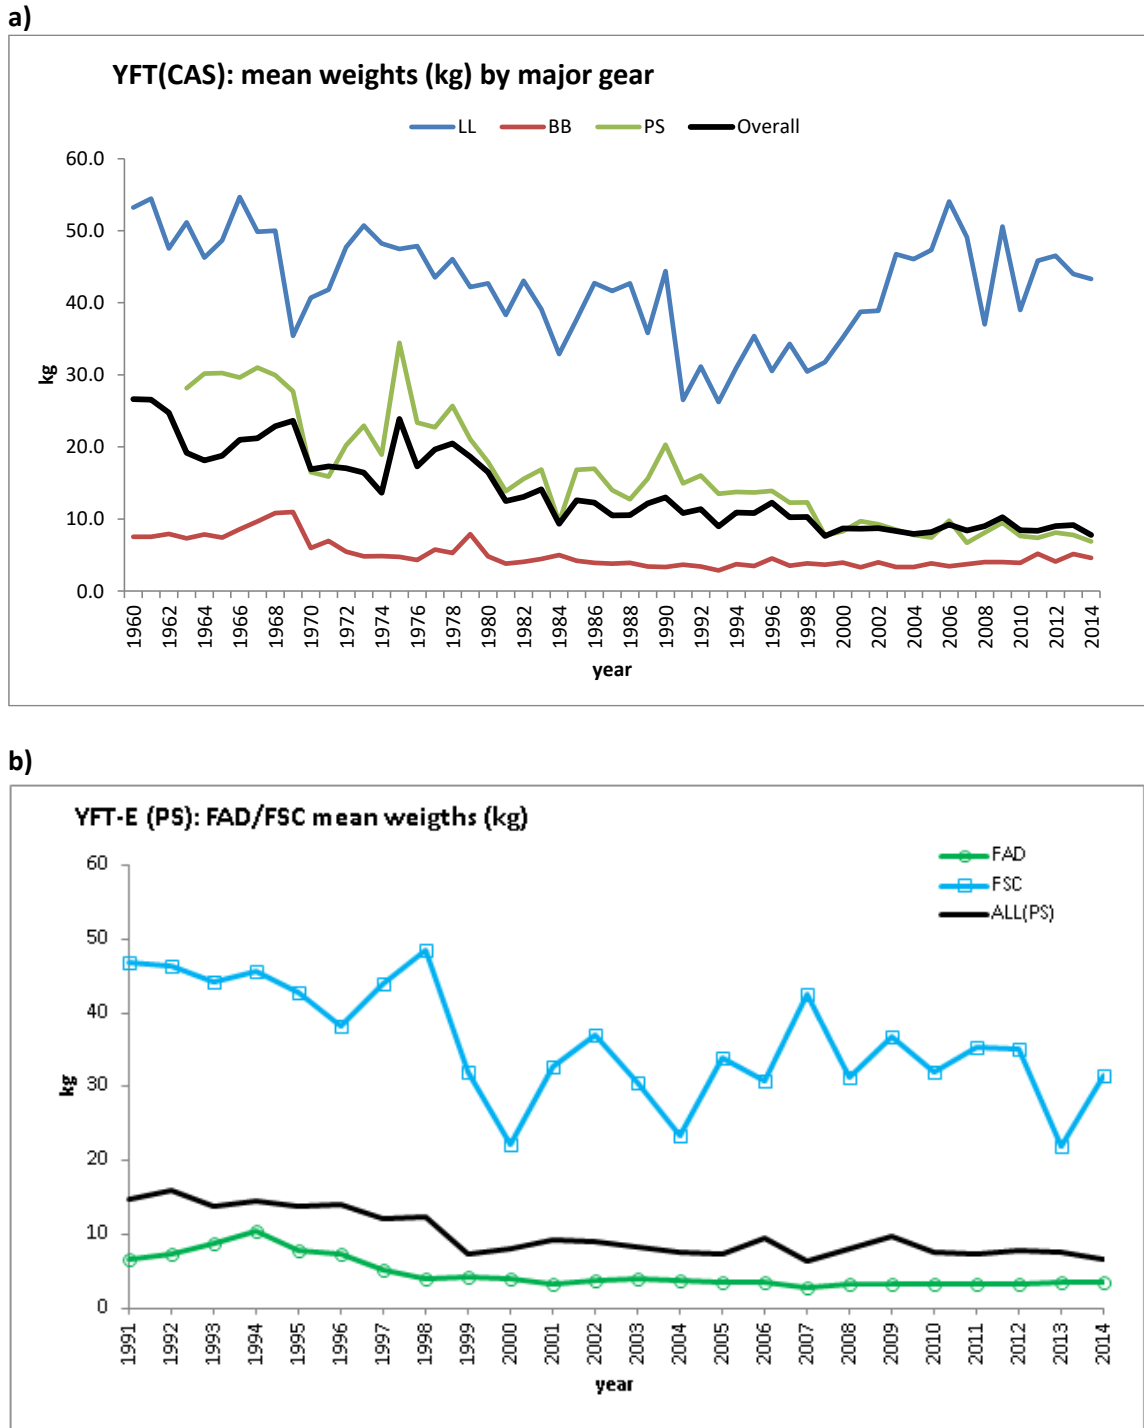 a)
YFT(CAS): mean weights (kg) by major gear
LL BB PS Overall
60.0
50.0
40.0
30.0
20.0
10.0
0.0
kg
1960 1962 1964 1966 1968 1970 1972 1974 1976 1978 1980 1982 1984 1986 1988 1990 1992 1994 1996 1998 2000 2002 2004 2006 2008 2010 2012 2014
year
b)
YFT-E (PS): FAD/FSC mean weigths (kg)
FAD
FSC
ALL(PS)
60
50
40
30
20
10
0
kg
1991 1992 1993 1994 1995 1996 1997 1998 1999 2000 2001 2002 2003 2004 2005 2006 2007 2008 2009 2010 2011 2012 2013 2014
year